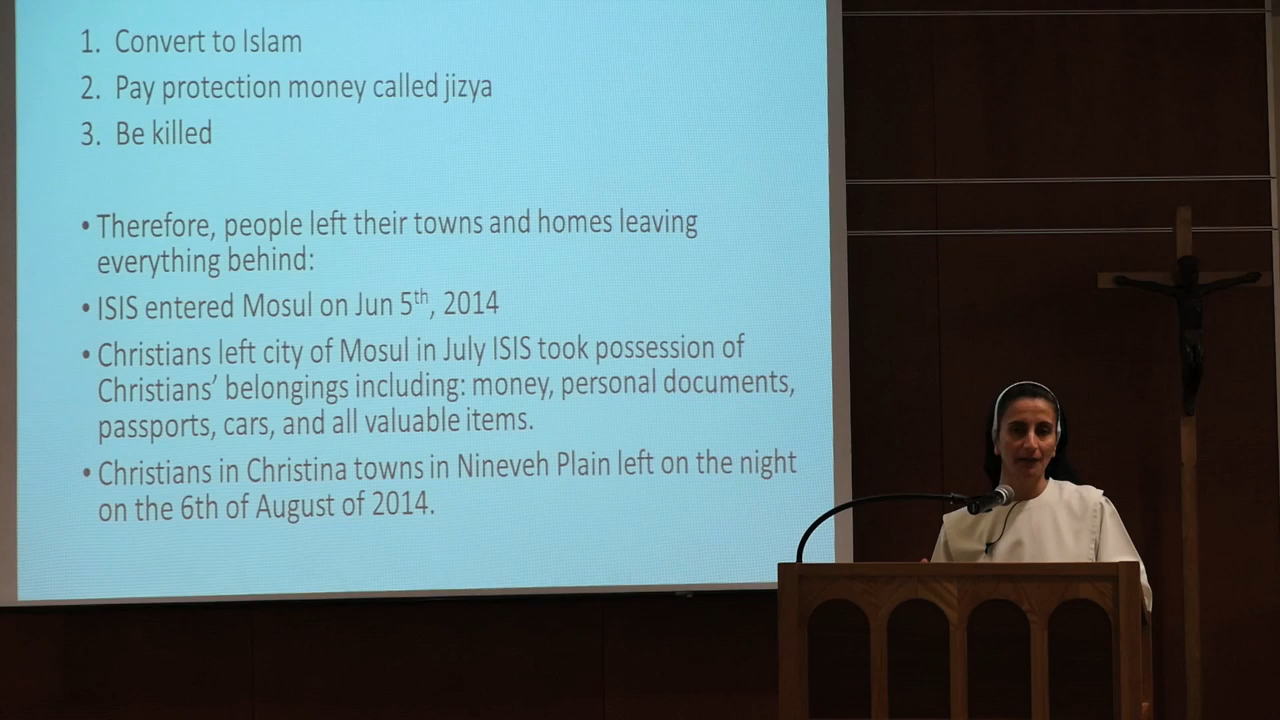 1. Convert to Islam
2. Pay protection money called jizya
3. Be killed
• Therefore, people left their towns and homes leaving
everything behind:
• ISIS entered Mosul on Jun 5th, 2014
• Christians left city of Mosul in July ISIS took possession of
Christians’ belongings including: money, personal documents,
passports, cars, and all valuable items.
• Christians in Christina towns in Nineveh Plain left on the night
on the 6th of August of 2014.